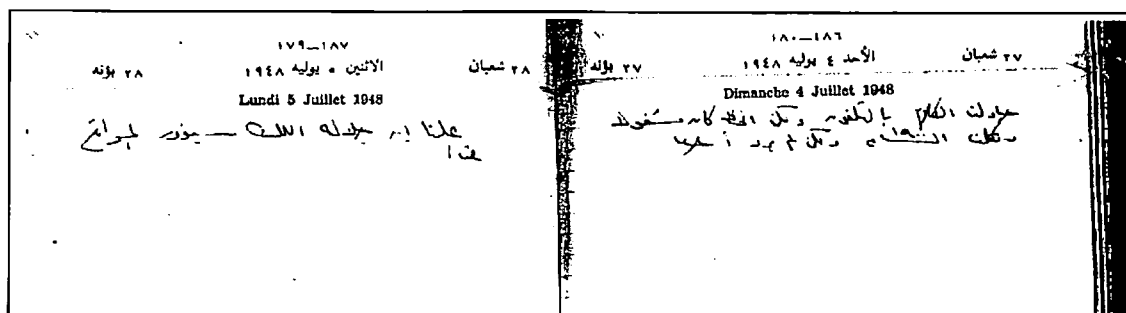 ١٨٦—١٨٠
٢٧ شعبان الأحد ٤ يوليه ١٩٤٨ ٢٧ بؤنه
Dimanche 4 Juillet 1948
حاولت الكلام بالتلفون ولكن الخط كان مشغولا
ولكن
١٨٧—١٧٩
٢٨ شعبان الاثنين ٥ يوليه ١٩٤٨ ٢٨ بؤنه
Lundi 5 Juillet 1948
علمنا ان جلالة الملك سيزور المواقع
غدا